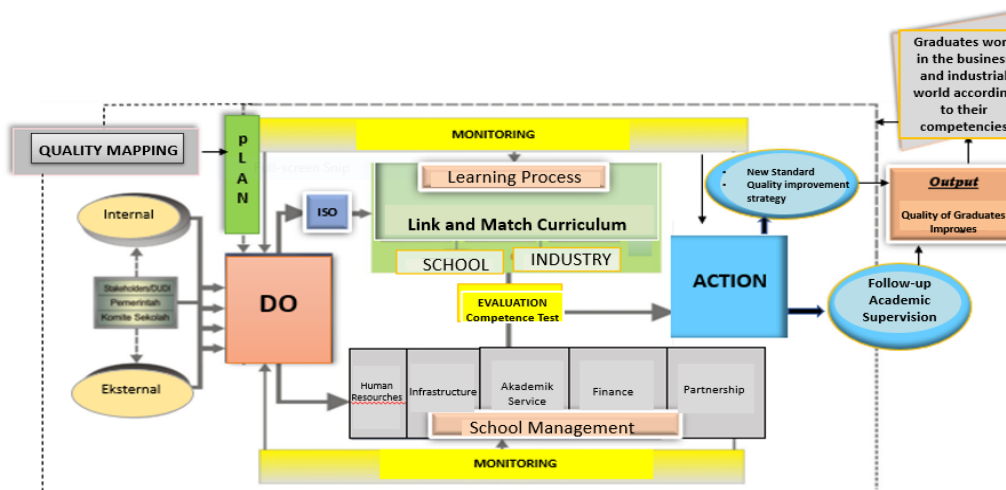 Graduates wor
in the busines
and industrial
world accordin
to their
competencies
MONITORING
pLAN
QUALITY MAPPING
Learning Process
New Standard
Quality improvement
strategy
Output
Quality of Graduates
Improves
Internal
ISO
Link and Match Curriculum
SCHOOL
INDUSTRY
Stakeholders/DUDI
Pemerintah
Komite Sekolah
DO
EVALUATION
Competence Test
ACTION
Follow-up
Academic
Supervision
Eksternal
Human
Resourches
Infrastructure
Akademik
Service
Finance
Partnership
School Management
MONITORING